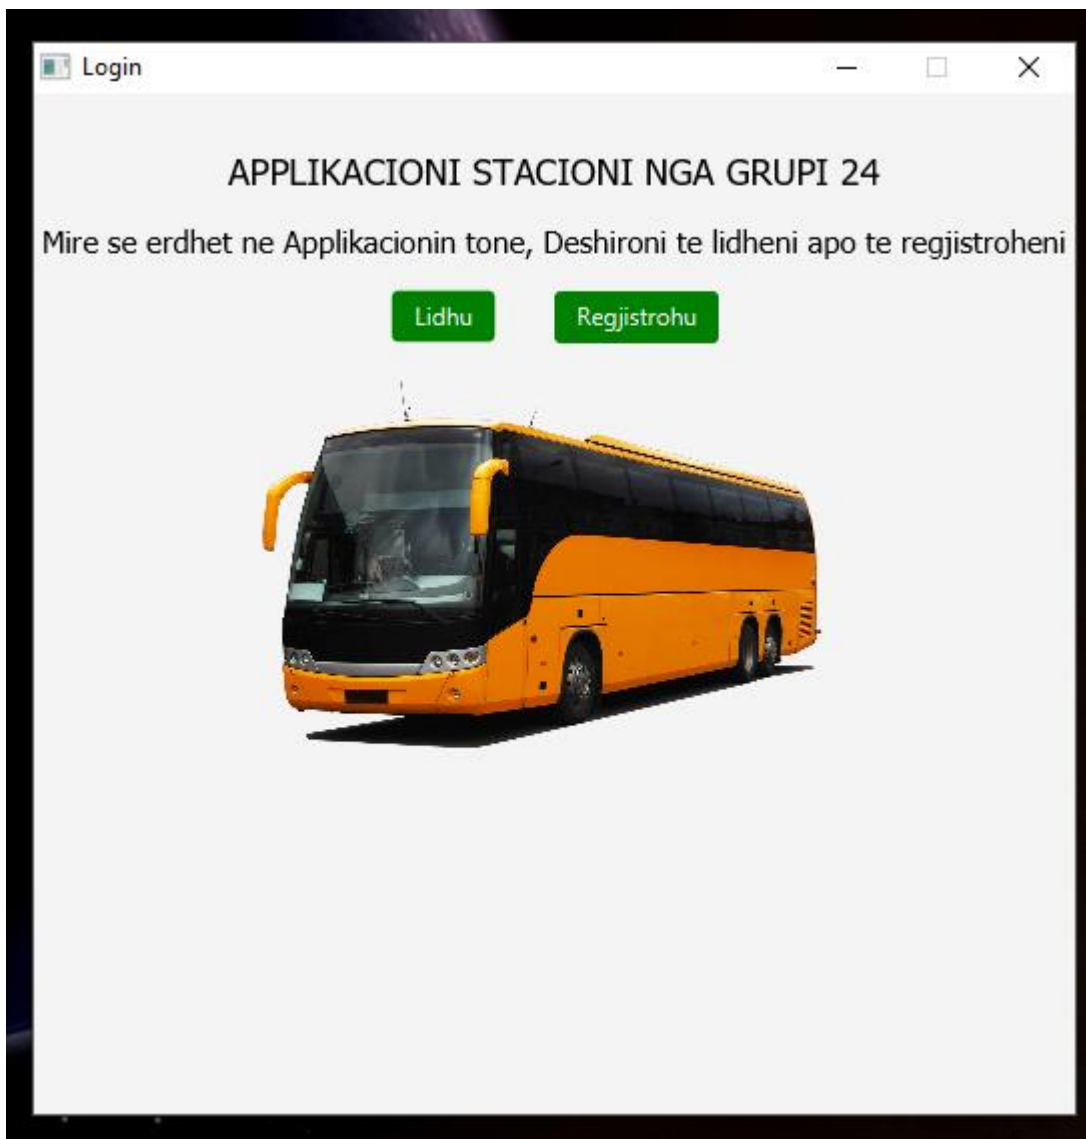 Login
APPLIKACIONI STACIONI NGA GRUPI 24
Mire se erdhet ne Applikacionin tone, Deshironi te lidheni apo te regjistroheni
Lidhu Regjistrohu